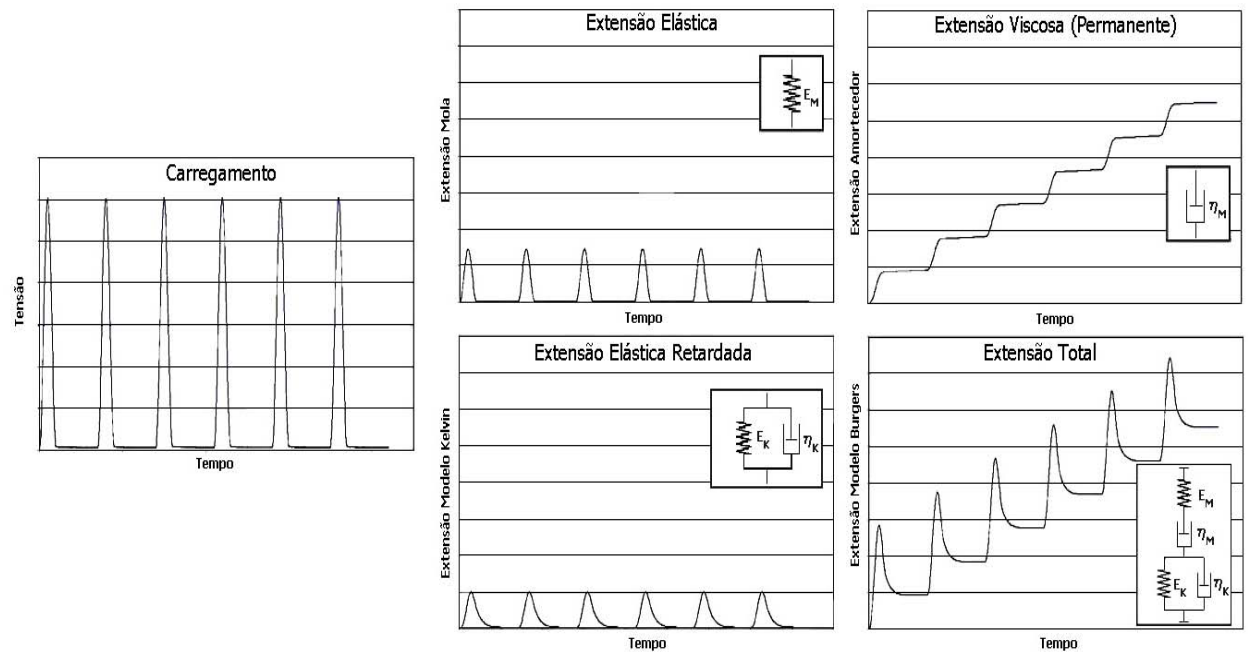 Carregamento
Tensão
Tempo
Extensão Elástica
Extensão Mola
E_M
Tempo
Extensão Viscosa (Permanente)
Extensão Amortecedor
η_M
Tempo
Extensão Elástica Retardada
Extensão Modelo Kelvin
E_K
η_K
Tempo
Extensão Total
Extensão Modelo Burgers
E_M
η_M
E_K
η_K
Tempo